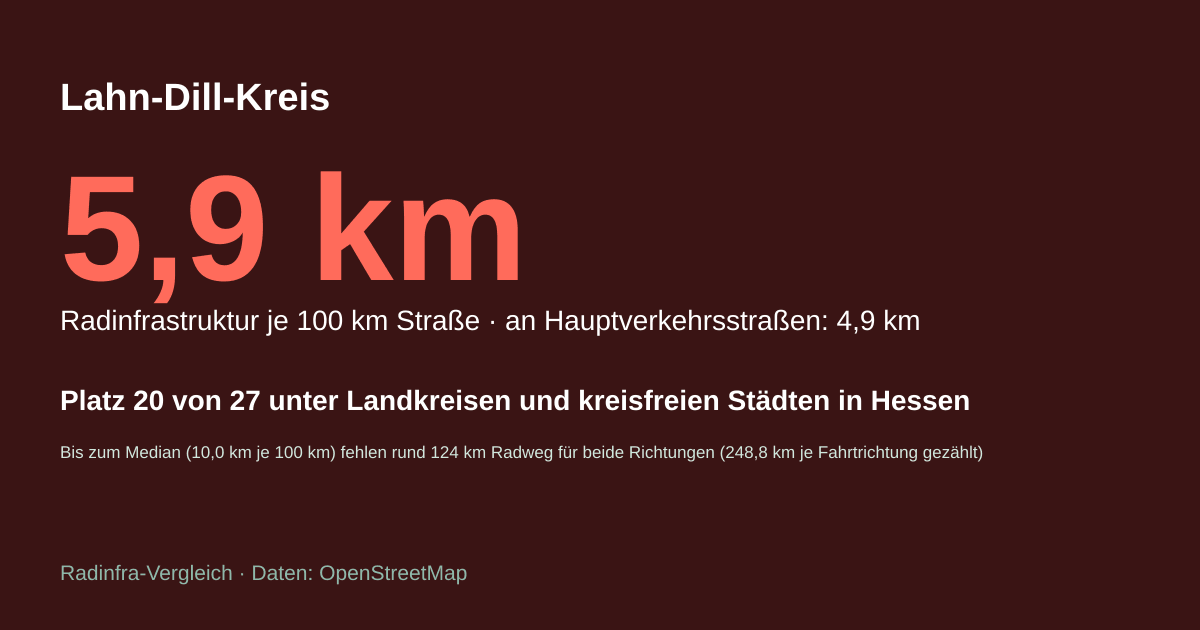 Lahn-Dill-Kreis
5,9 km
Radinfrastruktur je 100 km Straße · an Hauptverkehrsstraßen: 4,9 km
Platz 20 von 27 unter Landkreisen und kreisfreien Städten in Hessen
Bis zum Median (10,0 km je 100 km) fehlen rund 124 km Radweg für beide Richtungen (248,8 km je Fahrtrichtung gezählt)
Radinfra-Vergleich · Daten: OpenStreetMap